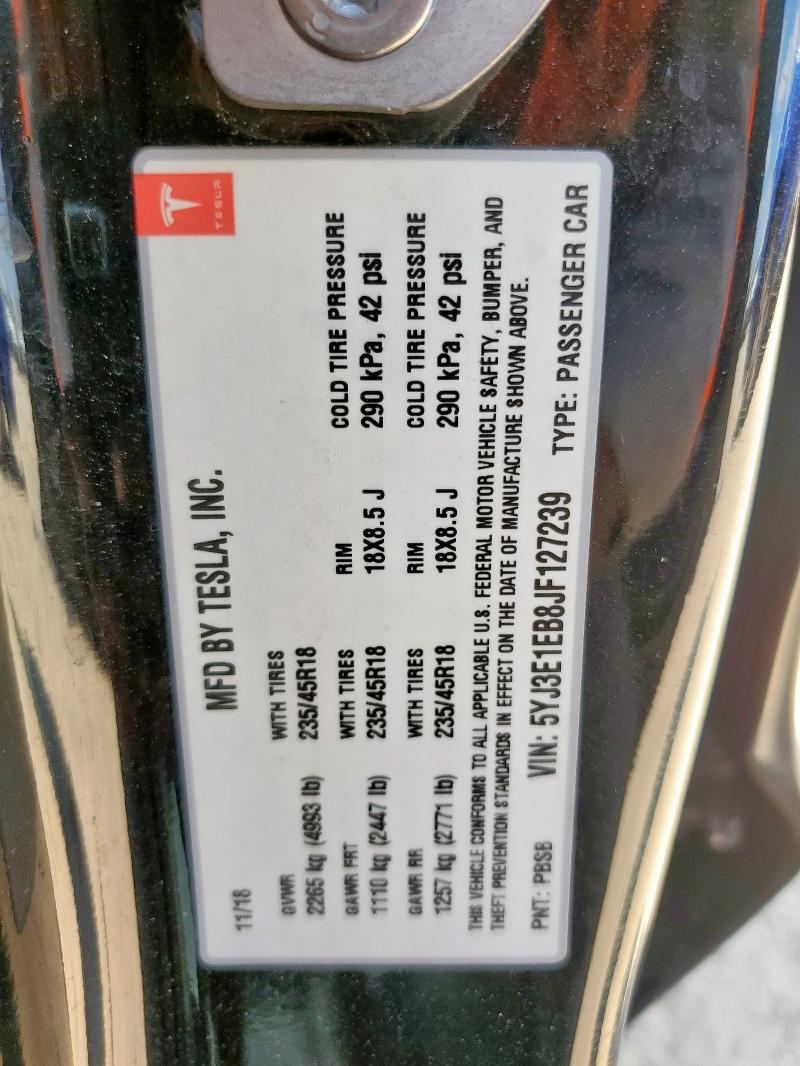 TESLA
MFD BY TESLA, INC.
11/18
GVWR WITH TIRES
2265 kg (4993 lb) 235/45R18
GAWR FRT WITH TIRES RIM COLD TIRE PRESSURE
1110 kg (2447 lb) 235/45R18 18X8.5 J 290 kPa, 42 psi
GAWR RR WITH TIRES RIM COLD TIRE PRESSURE
1257 kg (2771 lb) 235/45R18 18X8.5 J 290 kPa, 42 psi
THIS VEHICLE CONFORMS TO ALL APPLICABLE U.S. FEDERAL MOTOR VEHICLE SAFETY, BUMPER, AND
THEFT PREVENTION STANDARDS IN EFFECT ON THE DATE OF MANUFACTURE SHOWN ABOVE.
PNT: PBSB VIN: 5YJ3E1EB8JF127239 TYPE: PASSENGER CAR